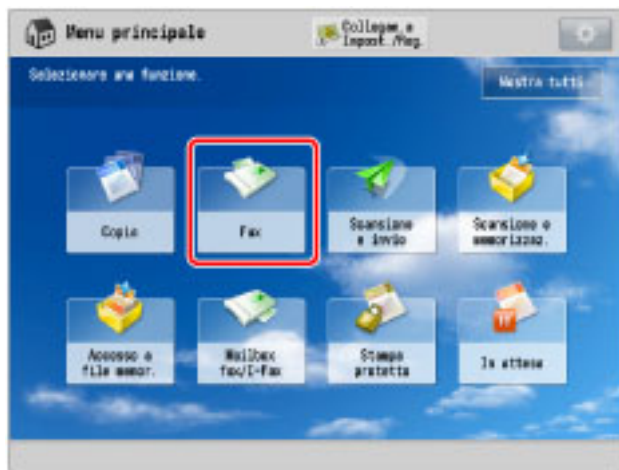 Menu principale
Collegam. a
Impost./Reg.
Selezionare una funzione.
Mostra tutti
Copia
Fax
Scansione
e invio
Scansione e
memorizzaz.
Accesso a
file memor.
Mailbox
fax/I-Fax
Stampa
protetta
In attesa